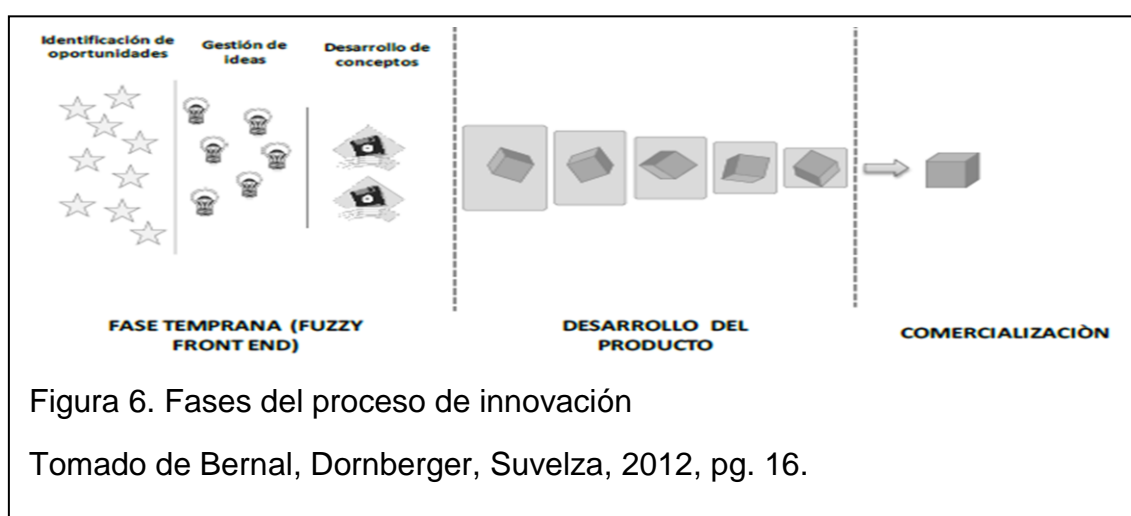 Identificación de
oportunidades
Gestión de
ideas
Desarrollo de
conceptos
FASE TEMPRANA (FUZZY
FRONT END)
DESARROLLO DEL
PRODUCTO
COMERCIALIZACIÒN
Figura 6. Fases del proceso de innovación
Tomado de Bernal, Dornberger, Suvelza, 2012, pg. 16.